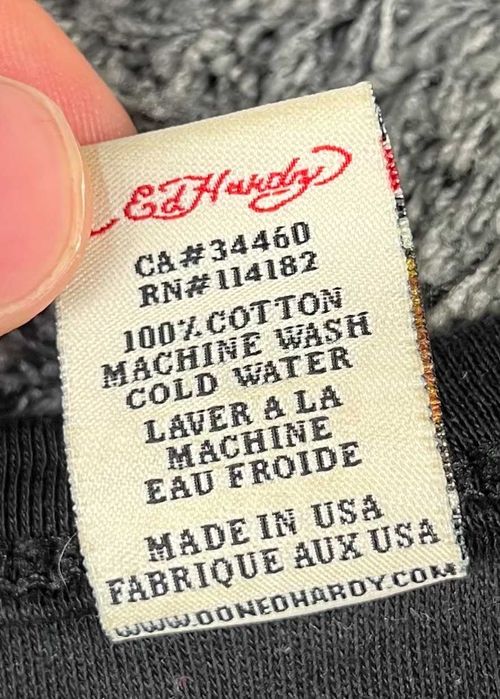 Ed Hardy
CA#34460
RN#114182
100% COTTON
MACHINE WASH
COLD WATER
LAVER A LA
MACHINE
EAU FROIDE
MADE IN USA
FABRIQUE AUX USA
WWW.DONEDHARDY.COM